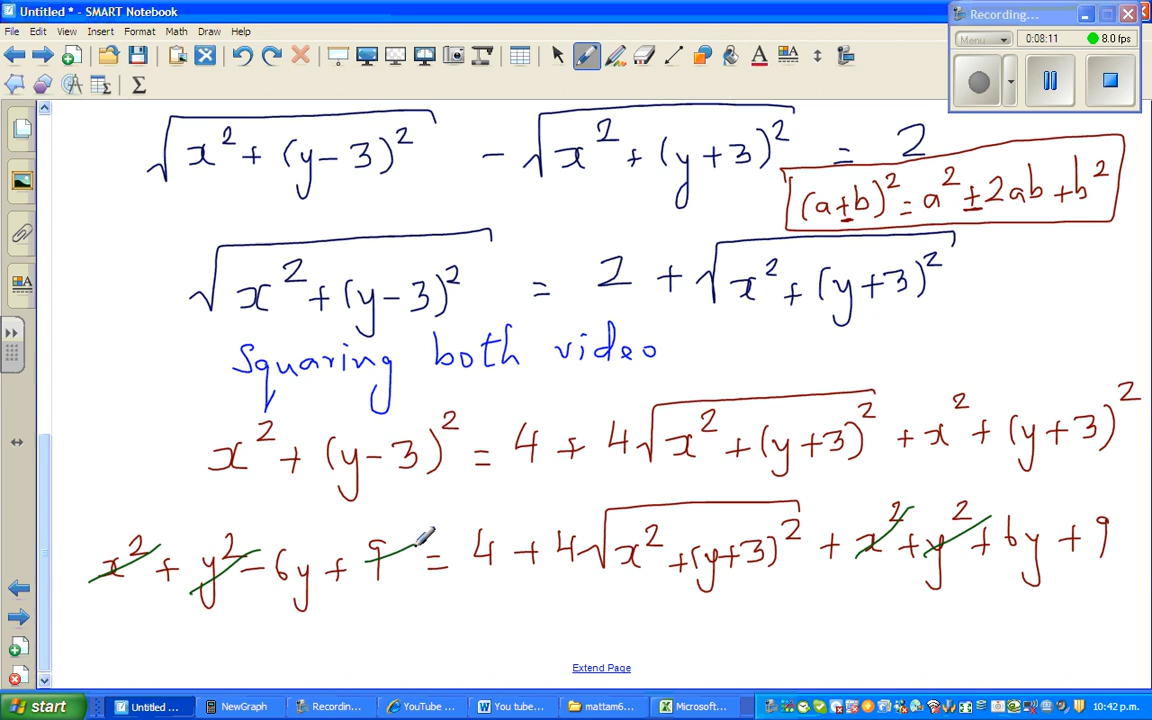 Untitled * - SMART Notebook
Recording...
File Edit View Insert Format Math Draw Help
Menu 0:08:11 8.0 fps
√(x² + (y-3)²) - √(x² + (y+3)²) = 2
(a±b)² = a² ± 2ab + b²
√(x² + (y-3)²) = 2 + √(x² + (y+3)²)
Squaring both video
x² + (y-3)² = 4 + 4√(x² + (y+3)²) + x² + (y+3)²
x² + y² - 6y + 9 = 4 + 4√(x² + (y+3)²) + x² + y² + 6y + 9
Extend Page
start Untitled ... NewGraph Recordin... YouTube ... You tube... mattam6... Microsoft... 10:42 p.m.